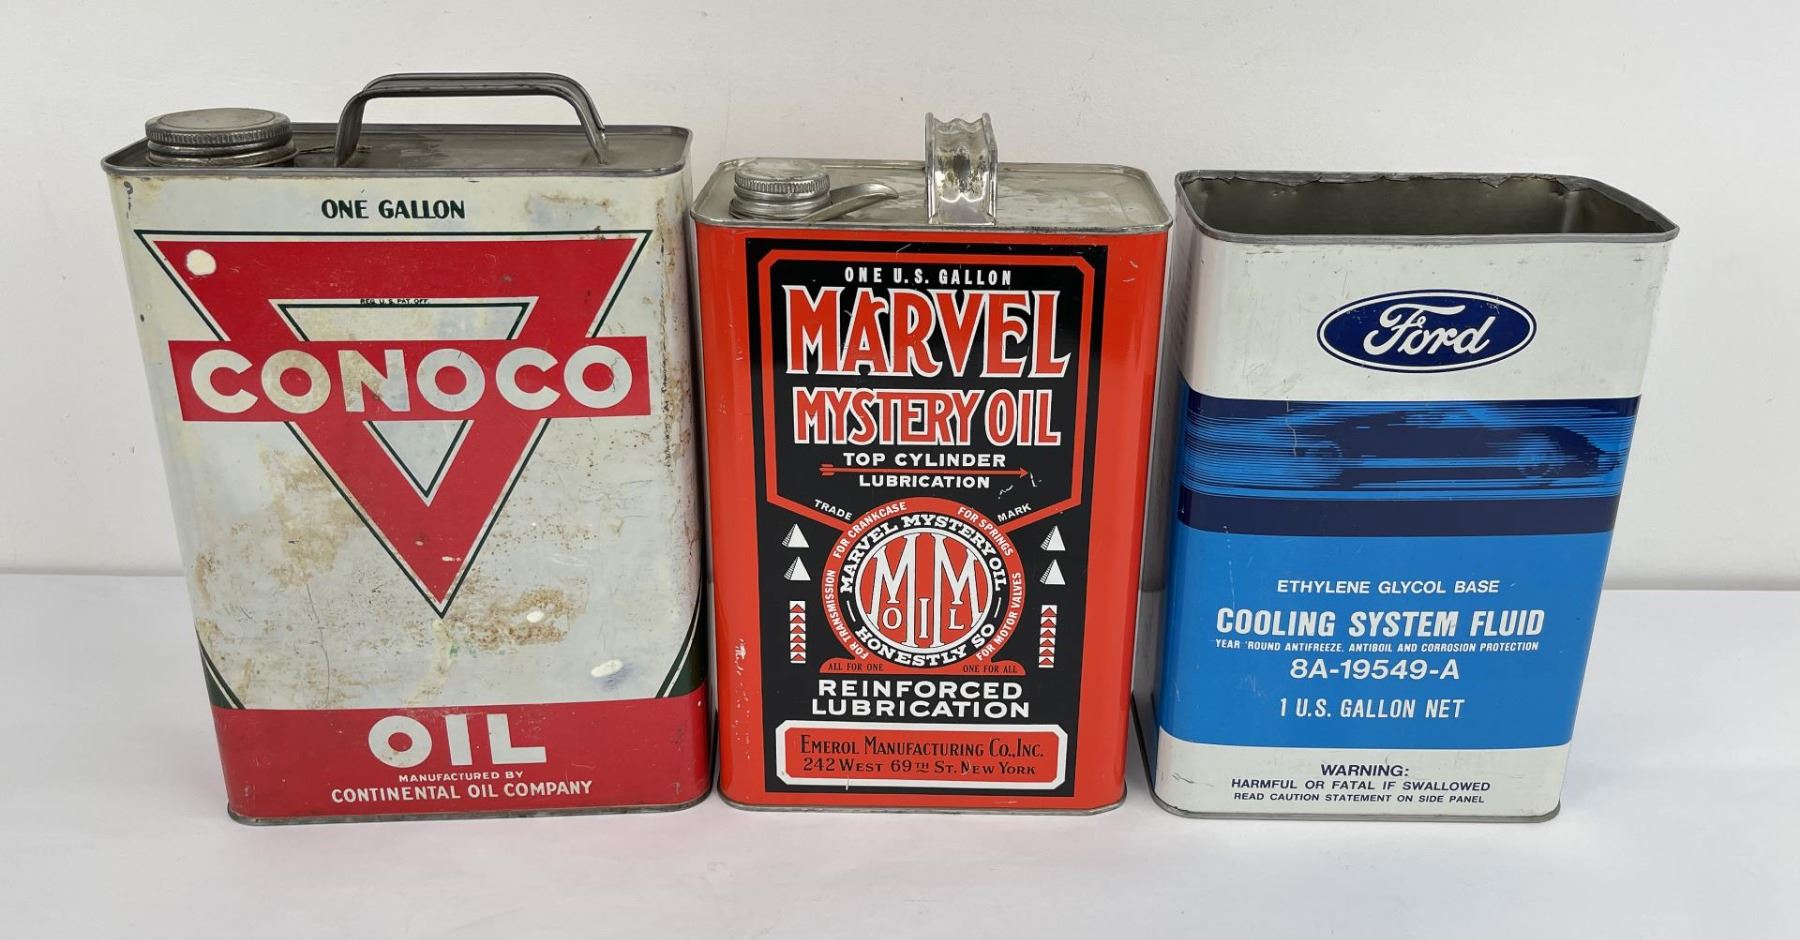 ONE GALLON
REG. U.S. PAT. OFF.
CONOCO
OIL
MANUFACTURED BY
CONTINENTAL OIL COMPANY
ONE U.S. GALLON
MARVEL
MYSTERY OIL
TOP CYLINDER
LUBRICATION
TRADE MARK
FOR TRANSMISSION FOR CRANKCASE FOR SPRINGS FOR MOTOR VALVES
MARVEL MYSTERY OIL
MM
OIL
HONESTLY SO
ALL FOR ONE ONE FOR ALL
REINFORCED
LUBRICATION
EMEROL MANUFACTURING CO., INC.
242 WEST 69TH ST. NEW YORK
Ford
ETHYLENE GLYCOL BASE
COOLING SYSTEM FLUID
YEAR 'ROUND ANTIFREEZE, ANTIBOIL AND CORROSION PROTECTION
8A-19549-A
1 U.S. GALLON NET
WARNING:
HARMFUL OR FATAL IF SWALLOWED
READ CAUTION STATEMENT ON SIDE PANEL